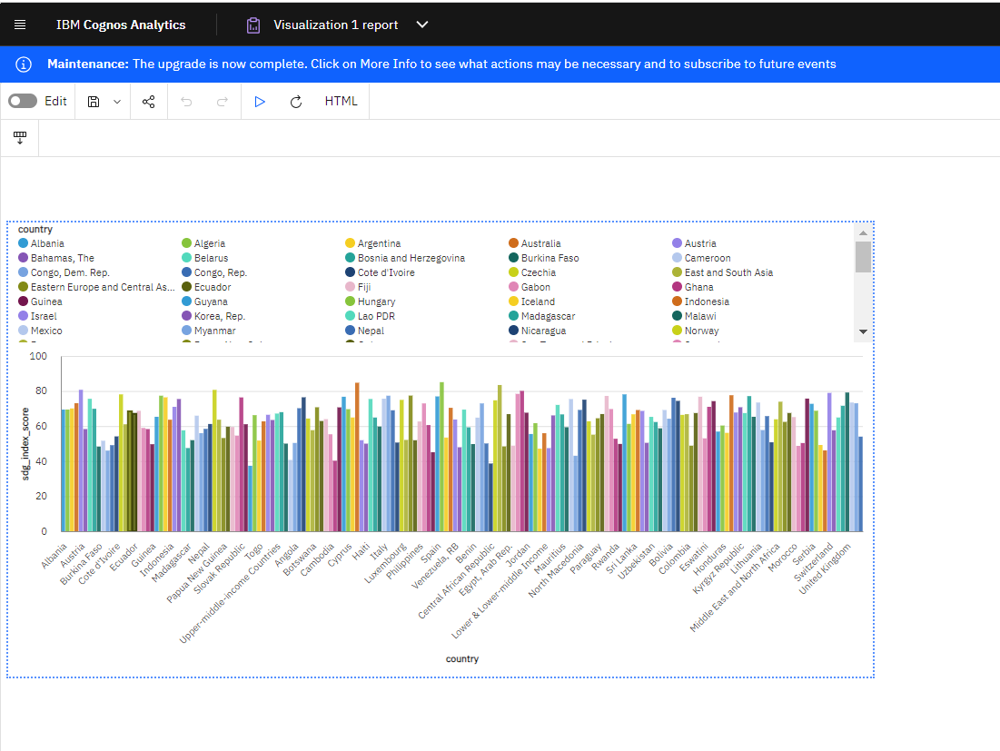 IBM Cognos Analytics Visualization 1 report
Maintenance: The upgrade is now complete. Click on More Info to see what actions may be necessary and to subscribe to future events
Edit HTML
country
Albania Algeria Argentina Australia Austria
Bahamas, The Belarus Bosnia and Herzegovina Burkina Faso Cameroon
Congo, Dem. Rep. Congo, Rep. Cote d'Ivoire Czechia East and South Asia
Eastern Europe and Central As... Ecuador Fiji Gabon Ghana
Guinea Guyana Hungary Iceland Indonesia
Israel Korea, Rep. Lao PDR Madagascar Malawi
Mexico Myanmar Nepal Nicaragua Norway
100
80
60
40
20
0
sdg_index_score
Albania
Austria
Burkina Faso
Cote d'Ivoire
Ecuador
Guinea
Indonesia
Madagascar
Nepal
Papua New Guinea
Slovak Republic
Togo
Upper-middle-income Countries
Angola
Botswana
Cambodia
Cyprus
Haiti
Italy
Luxembourg
Philippines
Spain
Venezuela, RB
Benin
Central African Republic
Egypt, Arab Rep.
Jordan
Lower & Lower-middle Income
Mauritius
North Macedonia
Paraguay
Rwanda
Sri Lanka
Uzbekistan
Bolivia
Colombia
Eswatini
Honduras
Kyrgyz Republic
Lithuania
Middle East and North Africa
Morocco
Serbia
Switzerland
United Kingdom
country